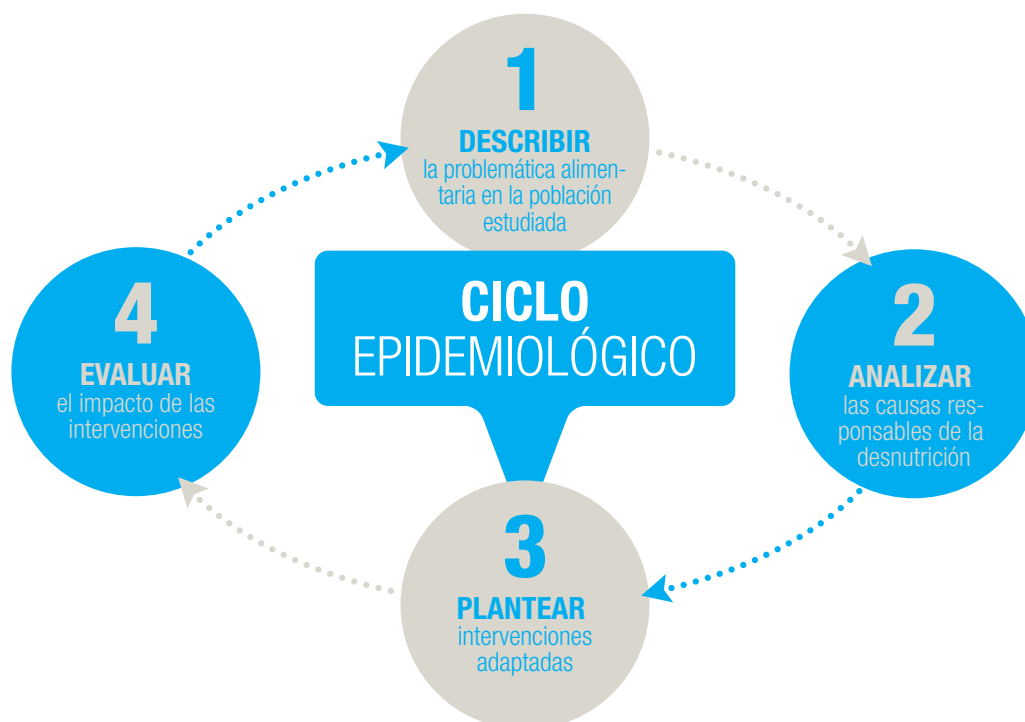 1
DESCRIBIR
la problemática alimen-
taria en la población
estudiada
CICLO
EPIDEMIOLÓGICO
2
ANALIZAR
las causas res-
ponsables de la
desnutrición
3
PLANTEAR
intervenciones
adaptadas
4
EVALUAR
el impacto de las
intervenciones